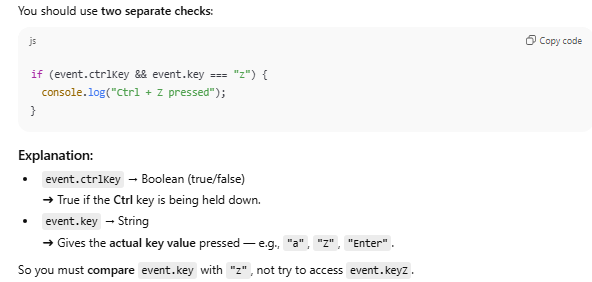 You should use two separate checks:
js
Copy code
if (event.ctrlKey && event.key === "z") {
console.log("Ctrl + Z pressed");
}
Explanation:
• event.ctrlKey → Boolean (true/false)
➔ True if the Ctrl key is being held down.
• event.key → String
➔ Gives the actual key value pressed — e.g., "a", "Z", "Enter".
So you must compare event.key with "z", not try to access event.keyZ.